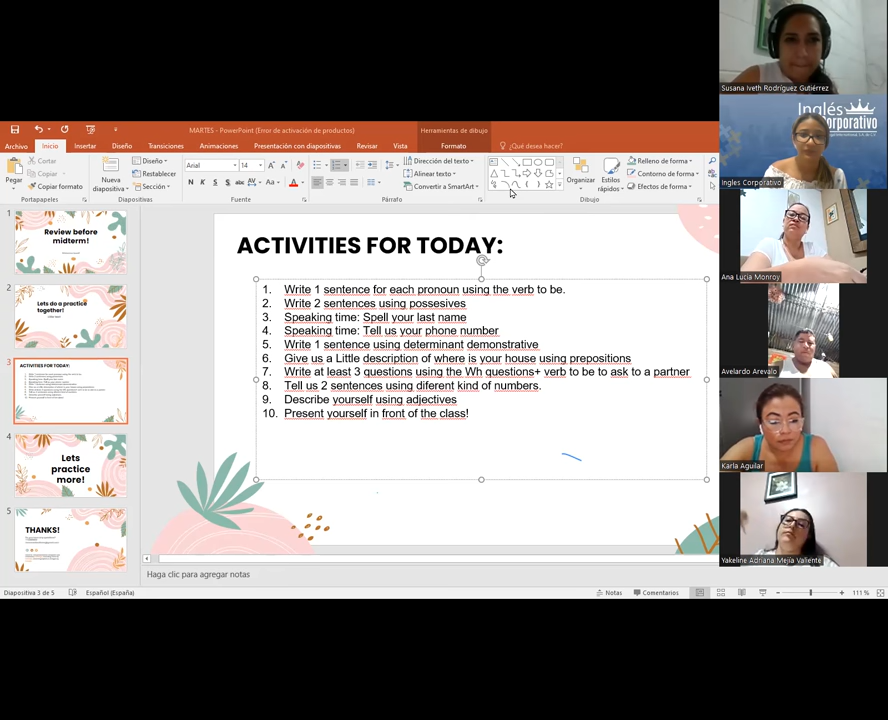 MARTES - PowerPoint (Error de activación de productos)
Herramientas de dibujo
Archivo
Inicio
Insertar
Diseño
Transiciones
Animaciones
Presentación con diapositivas
Revisar
Vista
Formato
¿Qué desea hacer?
Pegar
Cortar
Copiar
Copiar formato
Portapapeles
Nueva diapositiva
Diseño
Restablecer
Sección
Diapositivas
Arial
14
Fuente
Dirección del texto
Alinear texto
Convertir a SmartArt
Párrafo
Organizar
Estilos rápidos
Dibujo
Relleno de forma
Contorno de forma
Efectos de forma
1
Review before
midterm!
2
Lets do a practice
together!
3
ACTIVITIES FOR TODAY:
4
Lets
practice
more!
5
THANKS!
ACTIVITIES FOR TODAY:
1. Write 1 sentence for each pronoun using the verb to be.
2. Write 2 sentences using possesives
3. Speaking time: Spell your last name
4. Speaking time: Tell us your phone number
5. Write 1 sentence using determinant demonstrative
6. Give us a Little description of where is your house using prepositions
7. Write at least 3 questions using the Wh questions+ verb to be to ask to a partner
8. Tell us 2 sentences using diferent kind of numbers.
9. Describe yourself using adjectives
10. Present yourself in front of the class!
Haga clic para agregar notas
Diapositiva 3 de 5
Español (España)
Notas
Comentarios
111 %
Susana Iveth Rodríguez Gutiérrez
Inglés
Corporativo
Ingles Corporativo
Ana Lucia Monroy
Avelardo Arevalo
Karla Aguilar
Yakeline Adriana Mejía Valiente